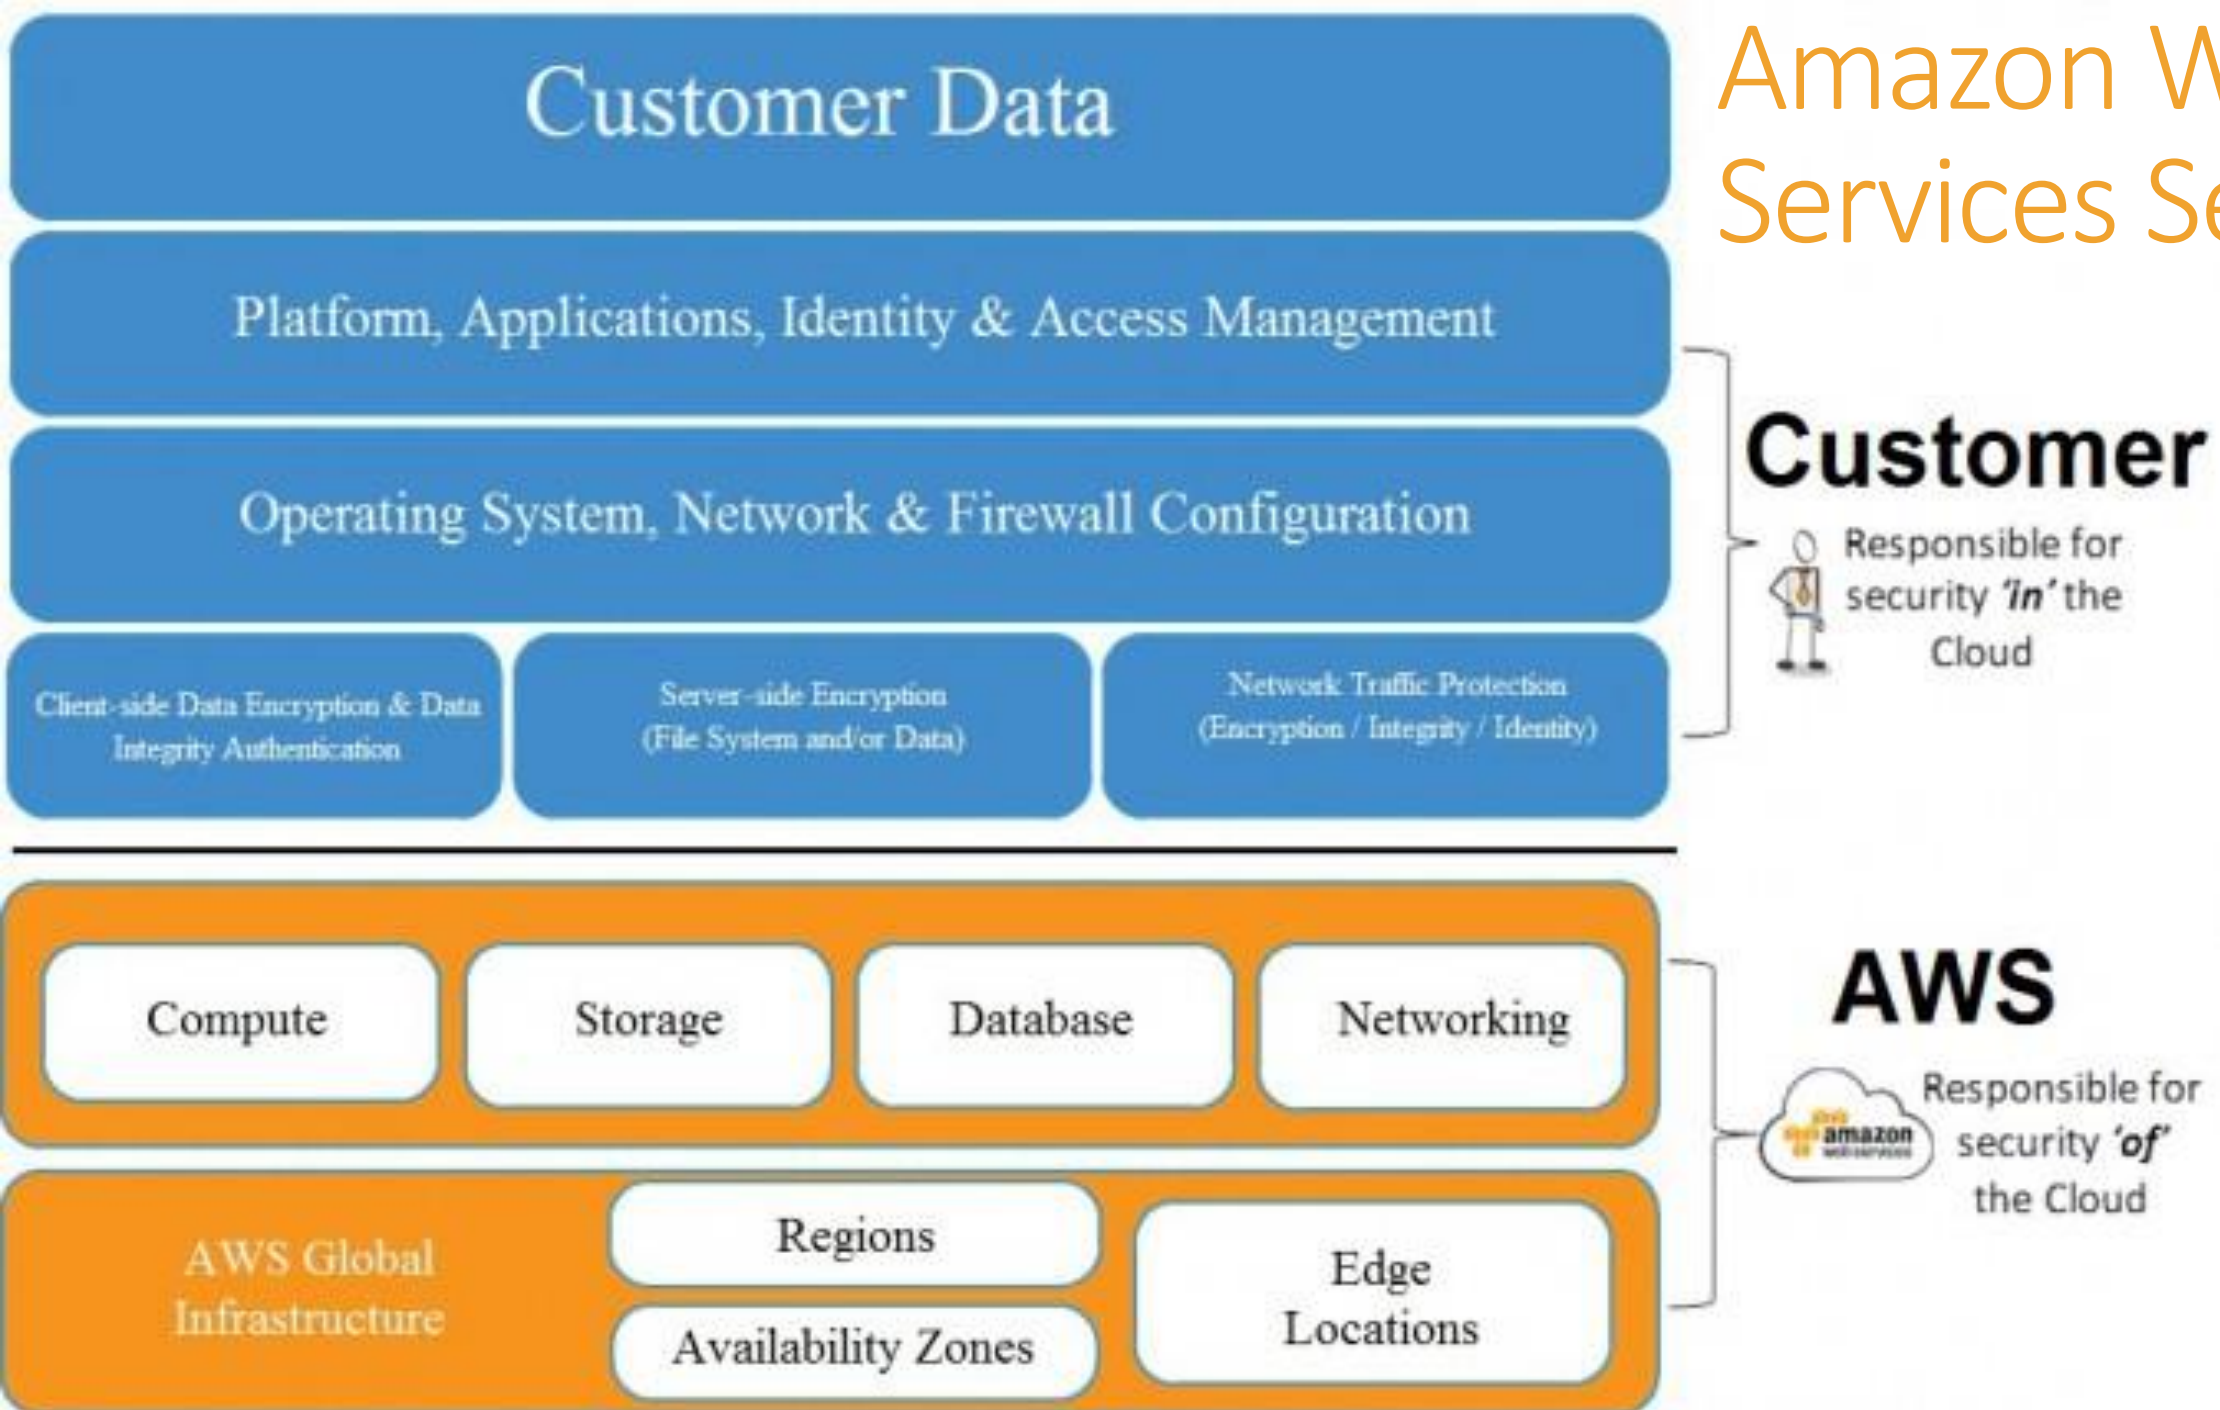 Customer Data
Amazon W
Services Se
Platform, Applications, Identity & Access Management
Operating System, Network & Firewall Configuration
Customer
Responsible for
security 'in' the
Cloud
Client-side Data Encryption & Data
Integrity Authentication
Server-side Encryption
(File System and/or Data)
Network Traffic Protection
(Encryption / Integrity / Identity)
Compute
Storage
Database
Networking
AWS
Responsible for
security 'of'
the Cloud
amazon
web services
AWS Global
Infrastructure
Regions
Availability Zones
Edge
Locations